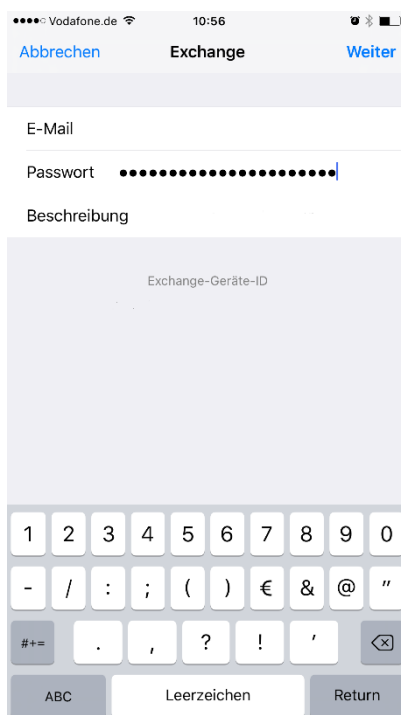 Vodafone.de 10:56
Abbrechen Exchange Weiter
E-Mail
Passwort ••••••••••••••••••••••
Beschreibung
Exchange-Geräte-ID
1 2 3 4 5 6 7 8 9 0
- / : ; ( ) € & @ "
#+= . , ? ! '
ABC Leerzeichen Return